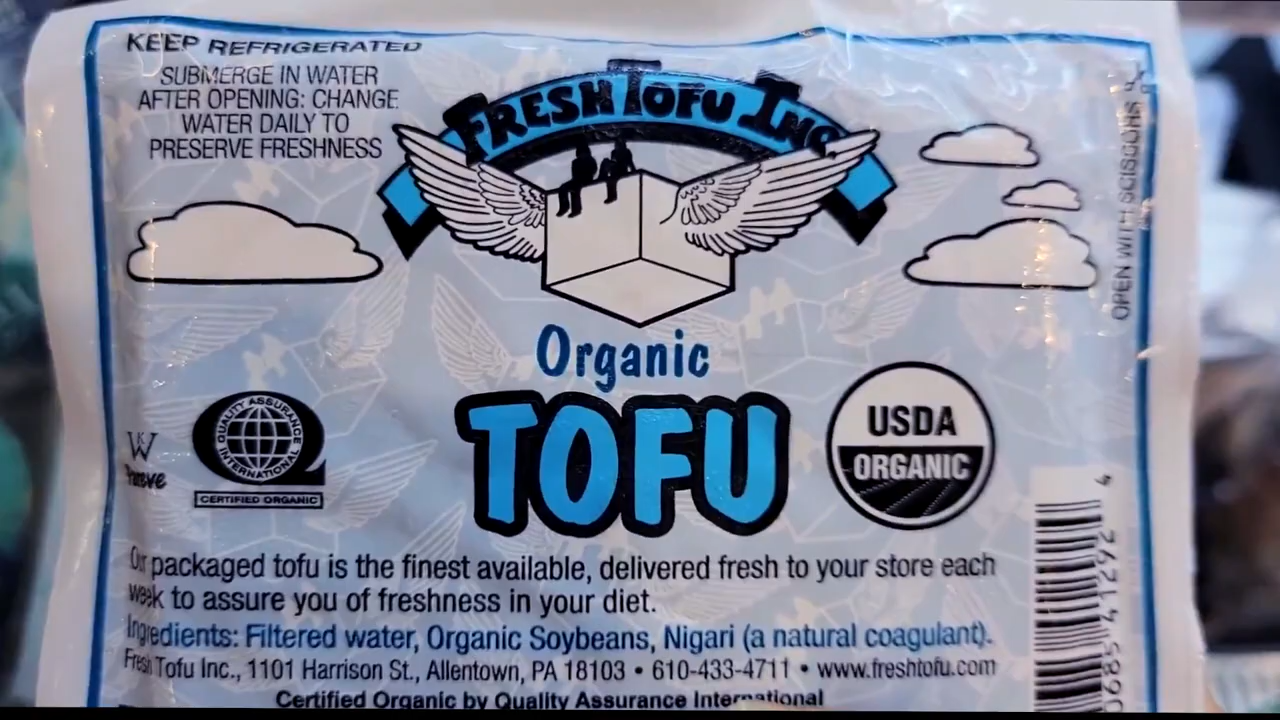 KEEP REFRIGERATED
SUBMERGE IN WATER
AFTER OPENING: CHANGE
WATER DAILY TO
PRESERVE FRESHNESS
FRESH TOFU INC
OPEN WITH SCISSORS
Organic
TOFU
QUALITY ASSURANCE
INTERNATIONAL
CERTIFIED ORGANIC
USDA
ORGANIC
Our packaged tofu is the finest available, delivered fresh to your store each
week to assure you of freshness in your diet.
Ingredients: Filtered water, Organic Soybeans, Nigari (a natural coagulant).
Fresh Tofu Inc., 1101 Harrison St., Allentown, PA 18103 • 610-433-4711 • www.freshtofu.com
Certified Organic by Quality Assurance International
0685 41292 4